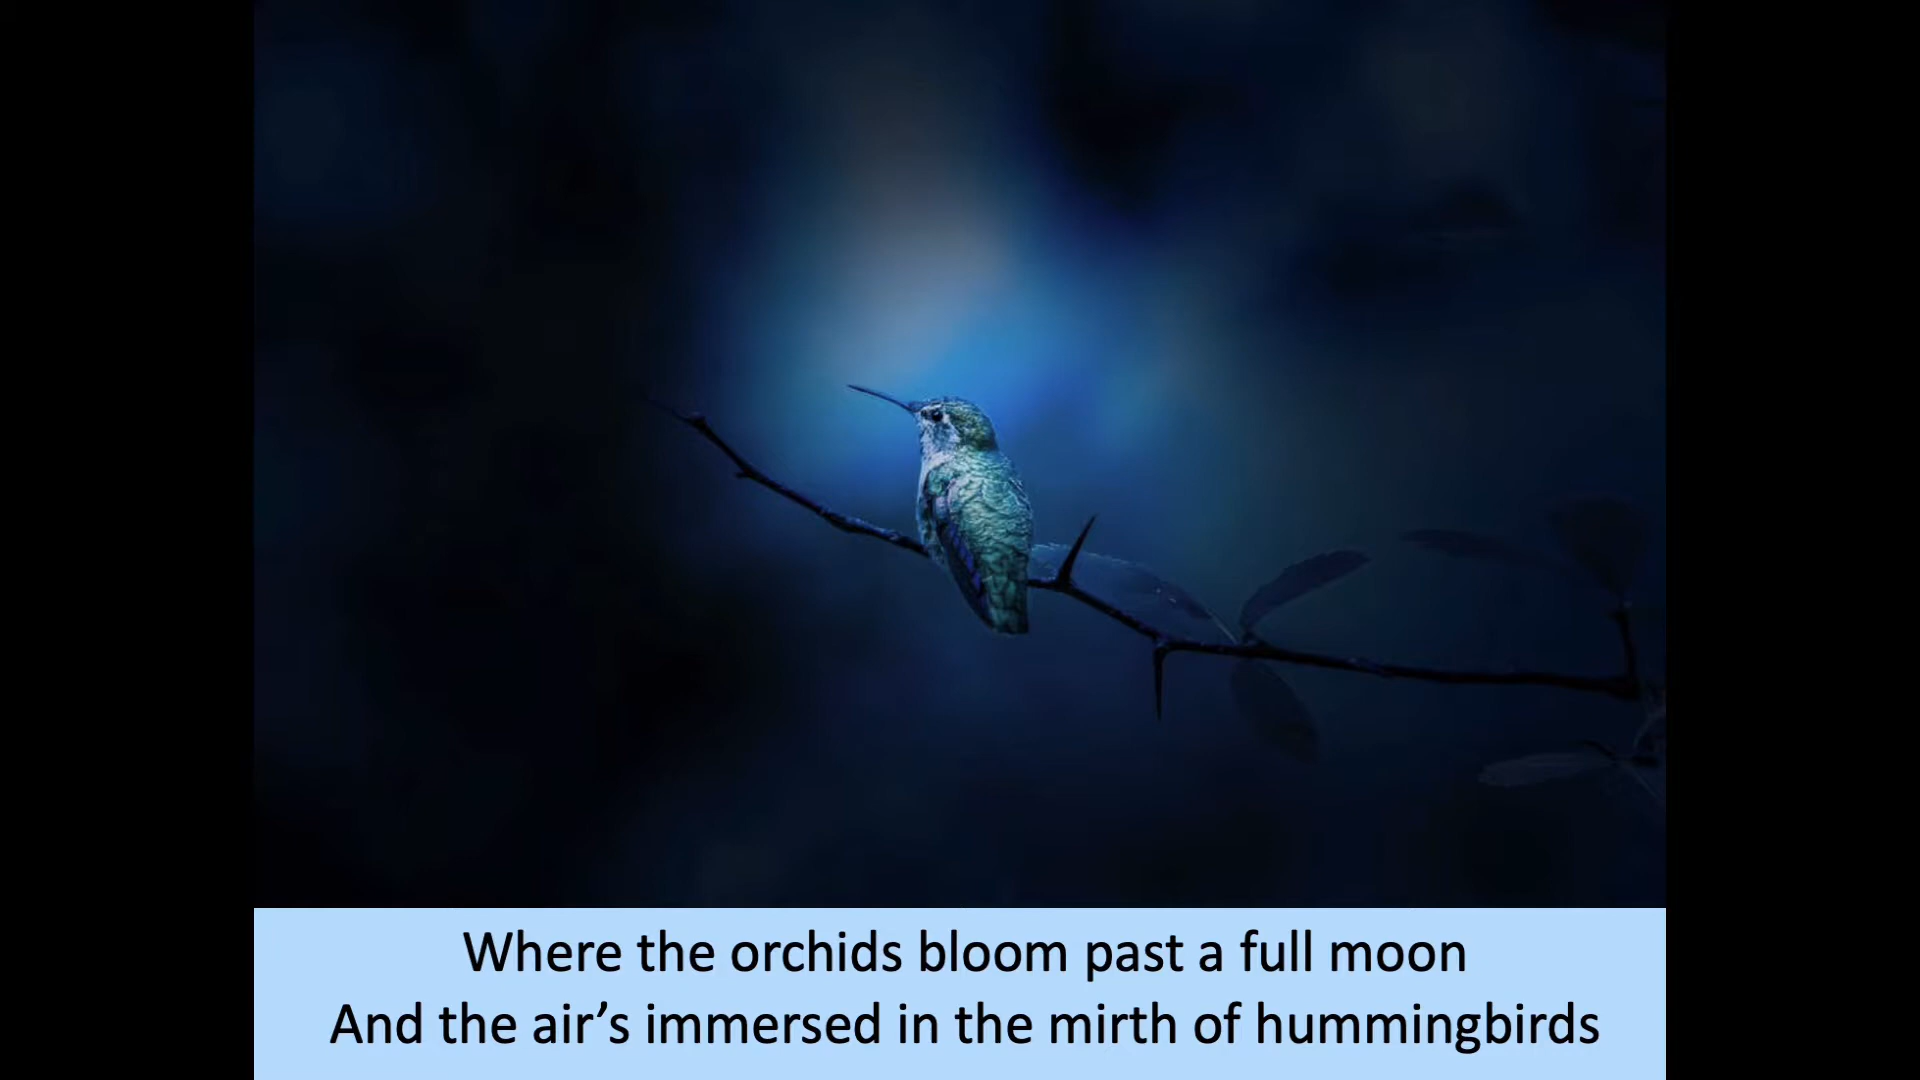 Where the orchids bloom past a full moon
And the air’s immersed in the mirth of hummingbirds